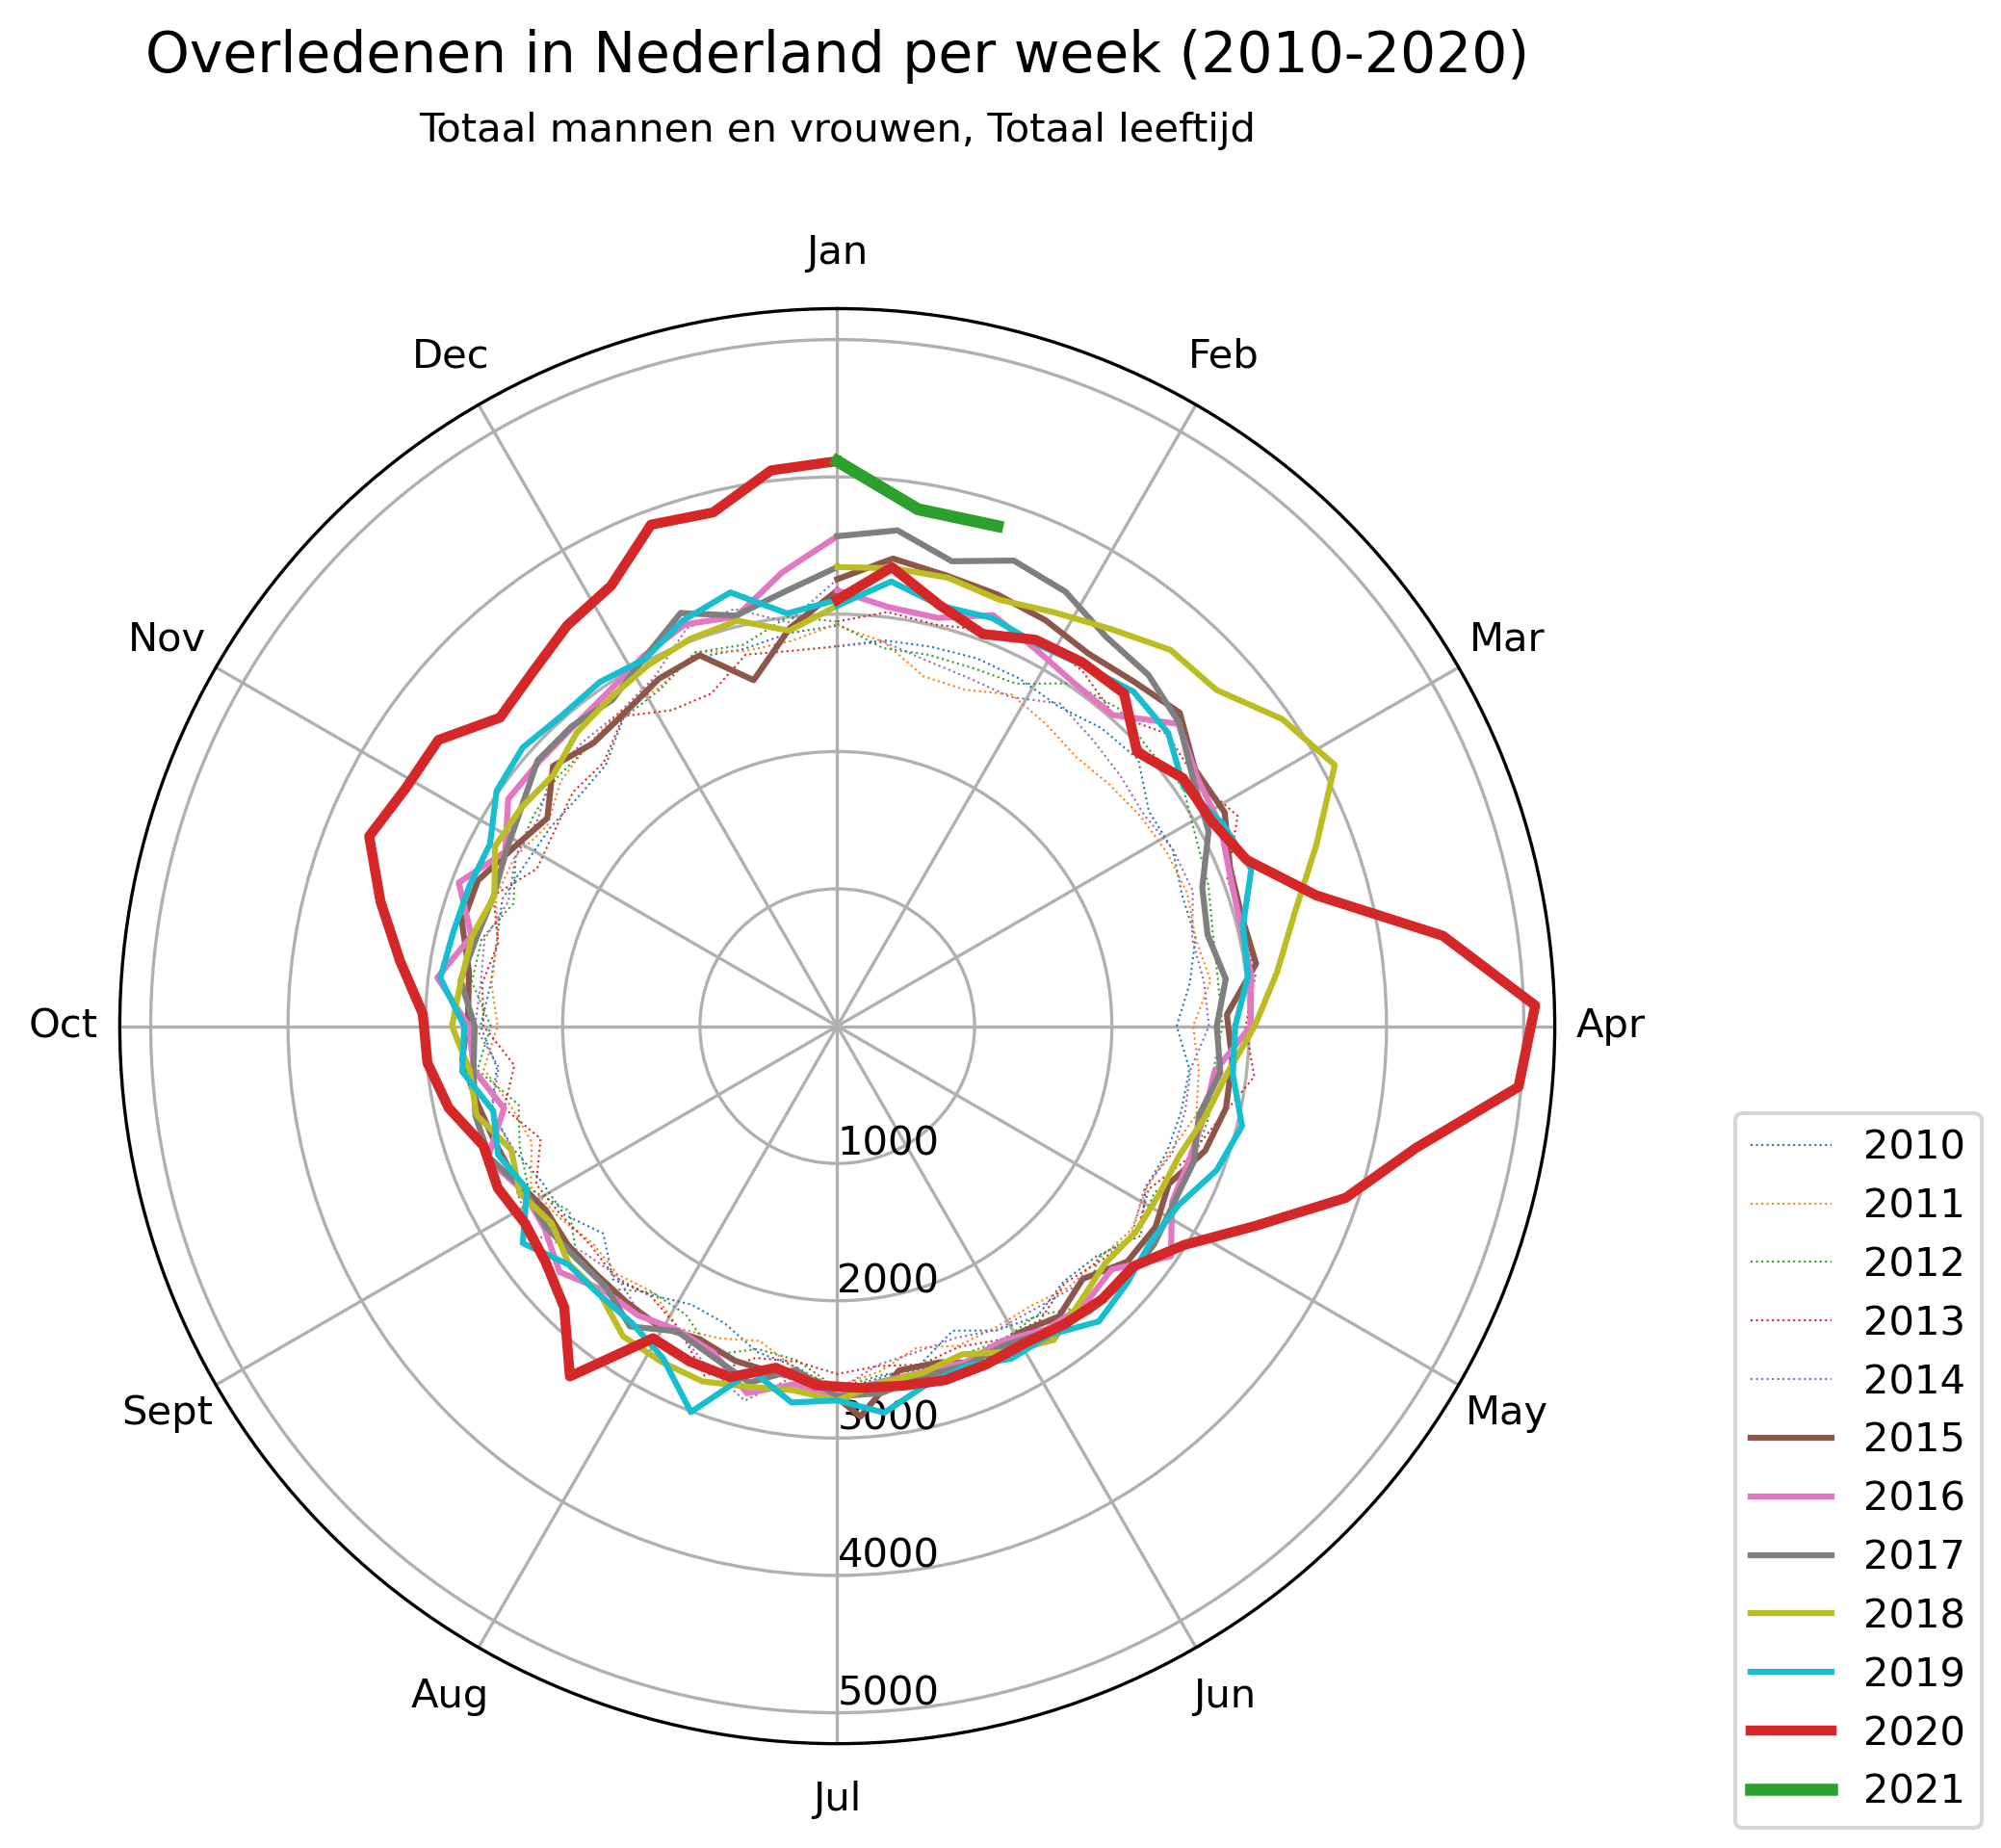 Overledenen in Nederland per week (2010-2020)
Totaal mannen en vrouwen, Totaal leeftijd
Jan
Dec
Feb
Nov
Mar
Oct
Apr
1000
2000
3000
4000
5000
Sept
May
Aug
Jun
Jul
2010
2011
2012
2013
2014
2015
2016
2017
2018
2019
2020
2021